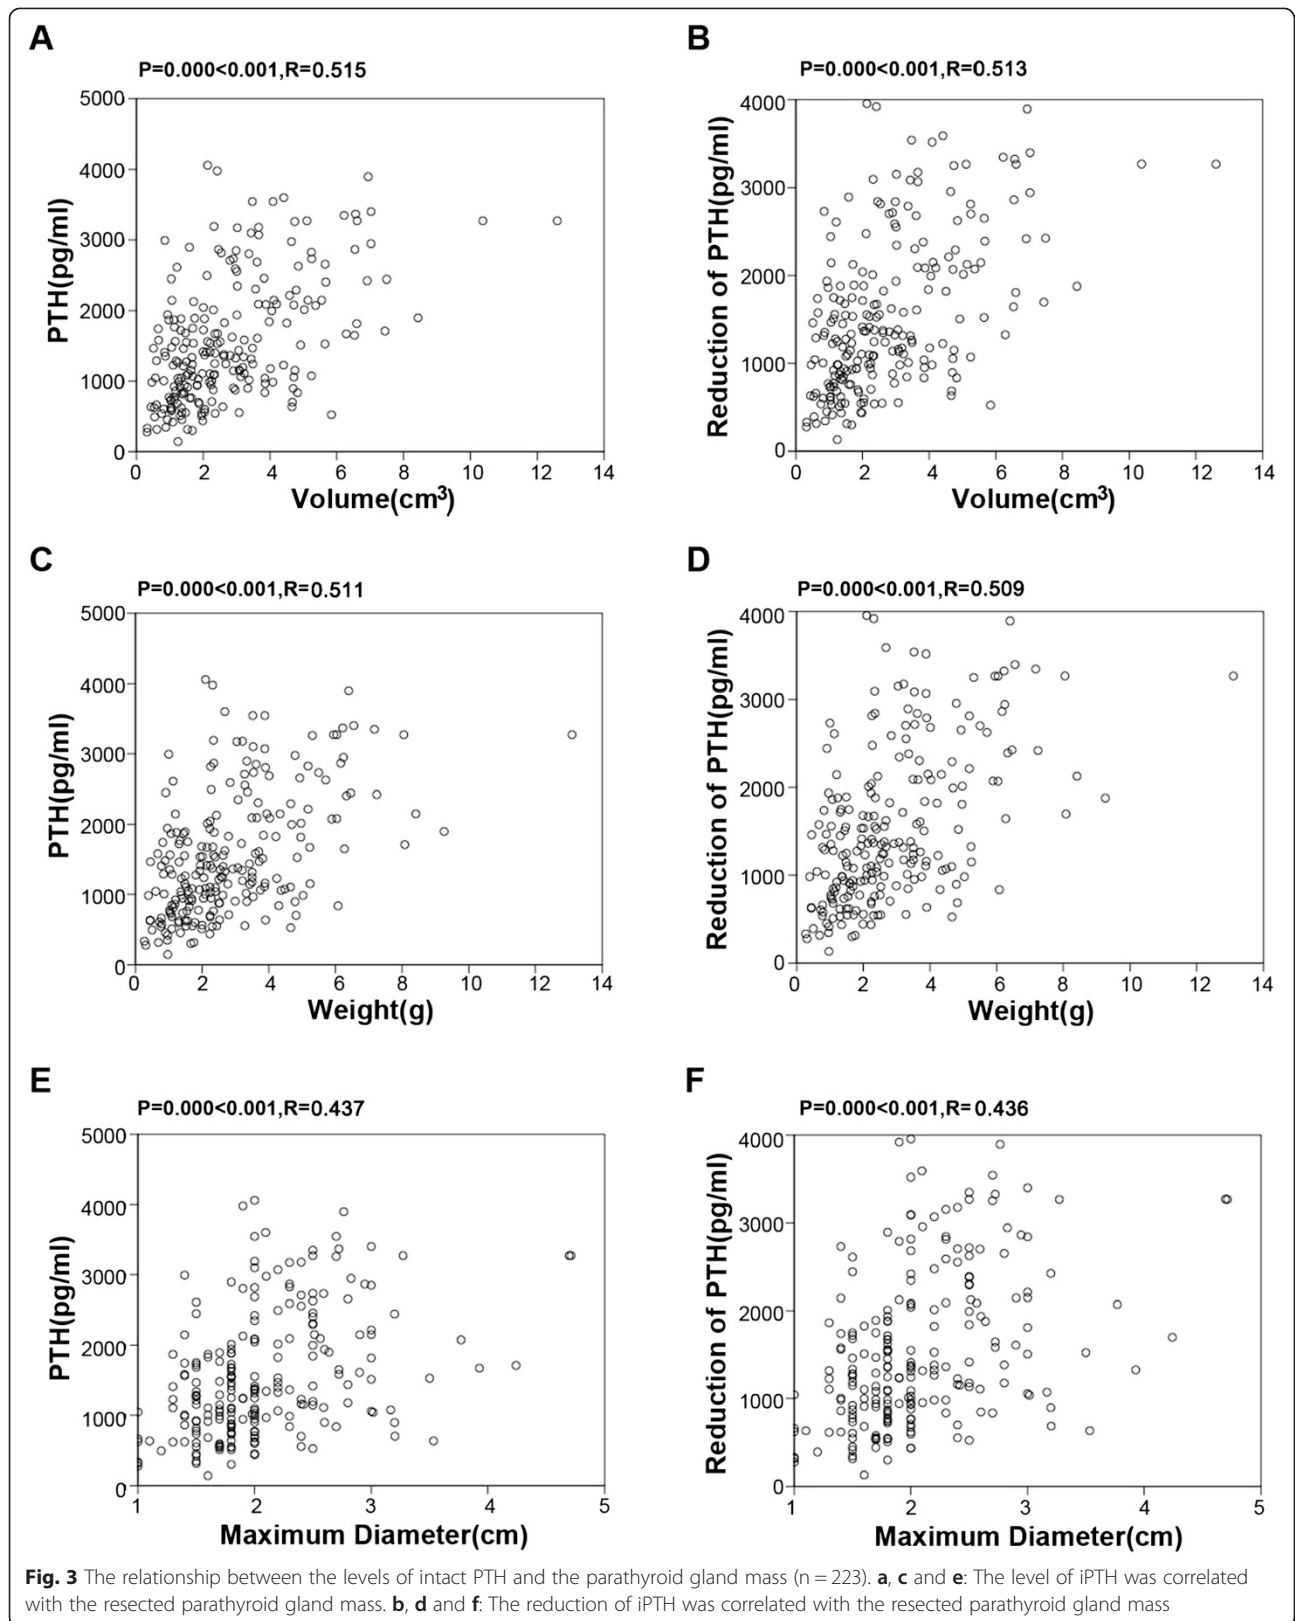 A
P=0.000<0.001,R=0.515
5000
4000
3000
2000
1000
0
PTH(pg/ml)
0 2 4 6 8 10 12 14
Volume(cm³)
B
P=0.000<0.001,R=0.513
4000
3000
2000
1000
0
Reduction of PTH(pg/ml)
0 2 4 6 8 10 12 14
Volume(cm³)
C
P=0.000<0.001,R=0.511
5000
4000
3000
2000
1000
0
PTH(pg/ml)
0 2 4 6 8 10 12 14
Weight(g)
D
P=0.000<0.001,R=0.509
4000
3000
2000
1000
0
Reduction of PTH(pg/ml)
0 2 4 6 8 10 12 14
Weight(g)
E
P=0.000<0.001,R=0.437
5000
4000
3000
2000
1000
0
PTH(pg/ml)
1 2 3 4 5
Maximum Diameter(cm)
F
P=0.000<0.001,R= 0.436
4000
3000
2000
1000
0
Reduction of PTH(pg/ml)
1 2 3 4 5
Maximum Diameter(cm)
Fig. 3 The relationship between the levels of intact PTH and the parathyroid gland mass (n = 223). a, c and e: The level of iPTH was correlated
with the resected parathyroid gland mass. b, d and f: The reduction of iPTH was correlated with the resected parathyroid gland mass